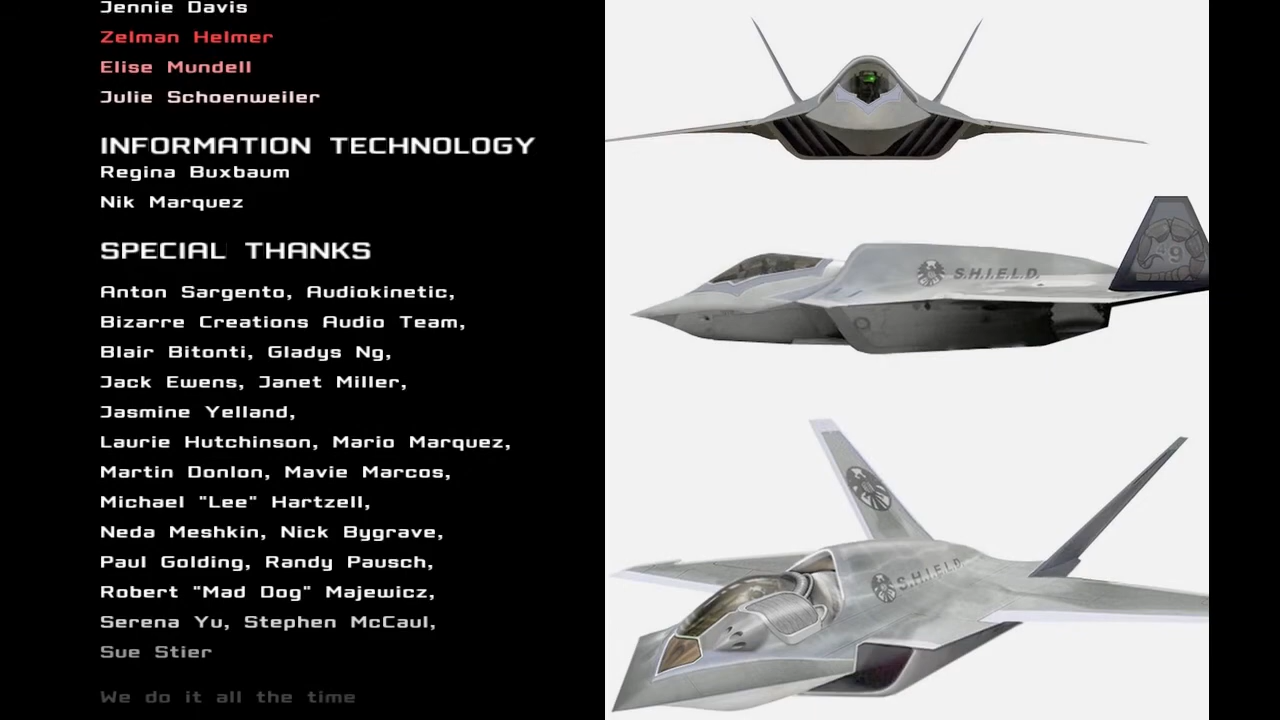 Jennie Davis
Zelman Helmer
Elise Mundell
Julie Schoenweiler
INFORMATION TECHNOLOGY
Regina Buxbaum
Nik Marquez
SPECIAL THANKS
Anton Sargento, Audiokinetic,
Bizarre Creations Audio Team,
Blair Bitonti, Gladys Ng,
Jack Ewens, Janet Miller,
Jasmine Yelland,
Laurie Hutchinson, Mario Marquez,
Martin Donlon, Mavie Marcos,
Michael "Lee" Hartzell,
Neda Meshkin, Nick Bygrave,
Paul Golding, Randy Pausch,
Robert "Mad Dog" Majewicz,
Serena Yu, Stephen McCaul,
Sue Stier
We do it all the time
S.H.I.E.L.D.
49
S.H.I.E.L.D.